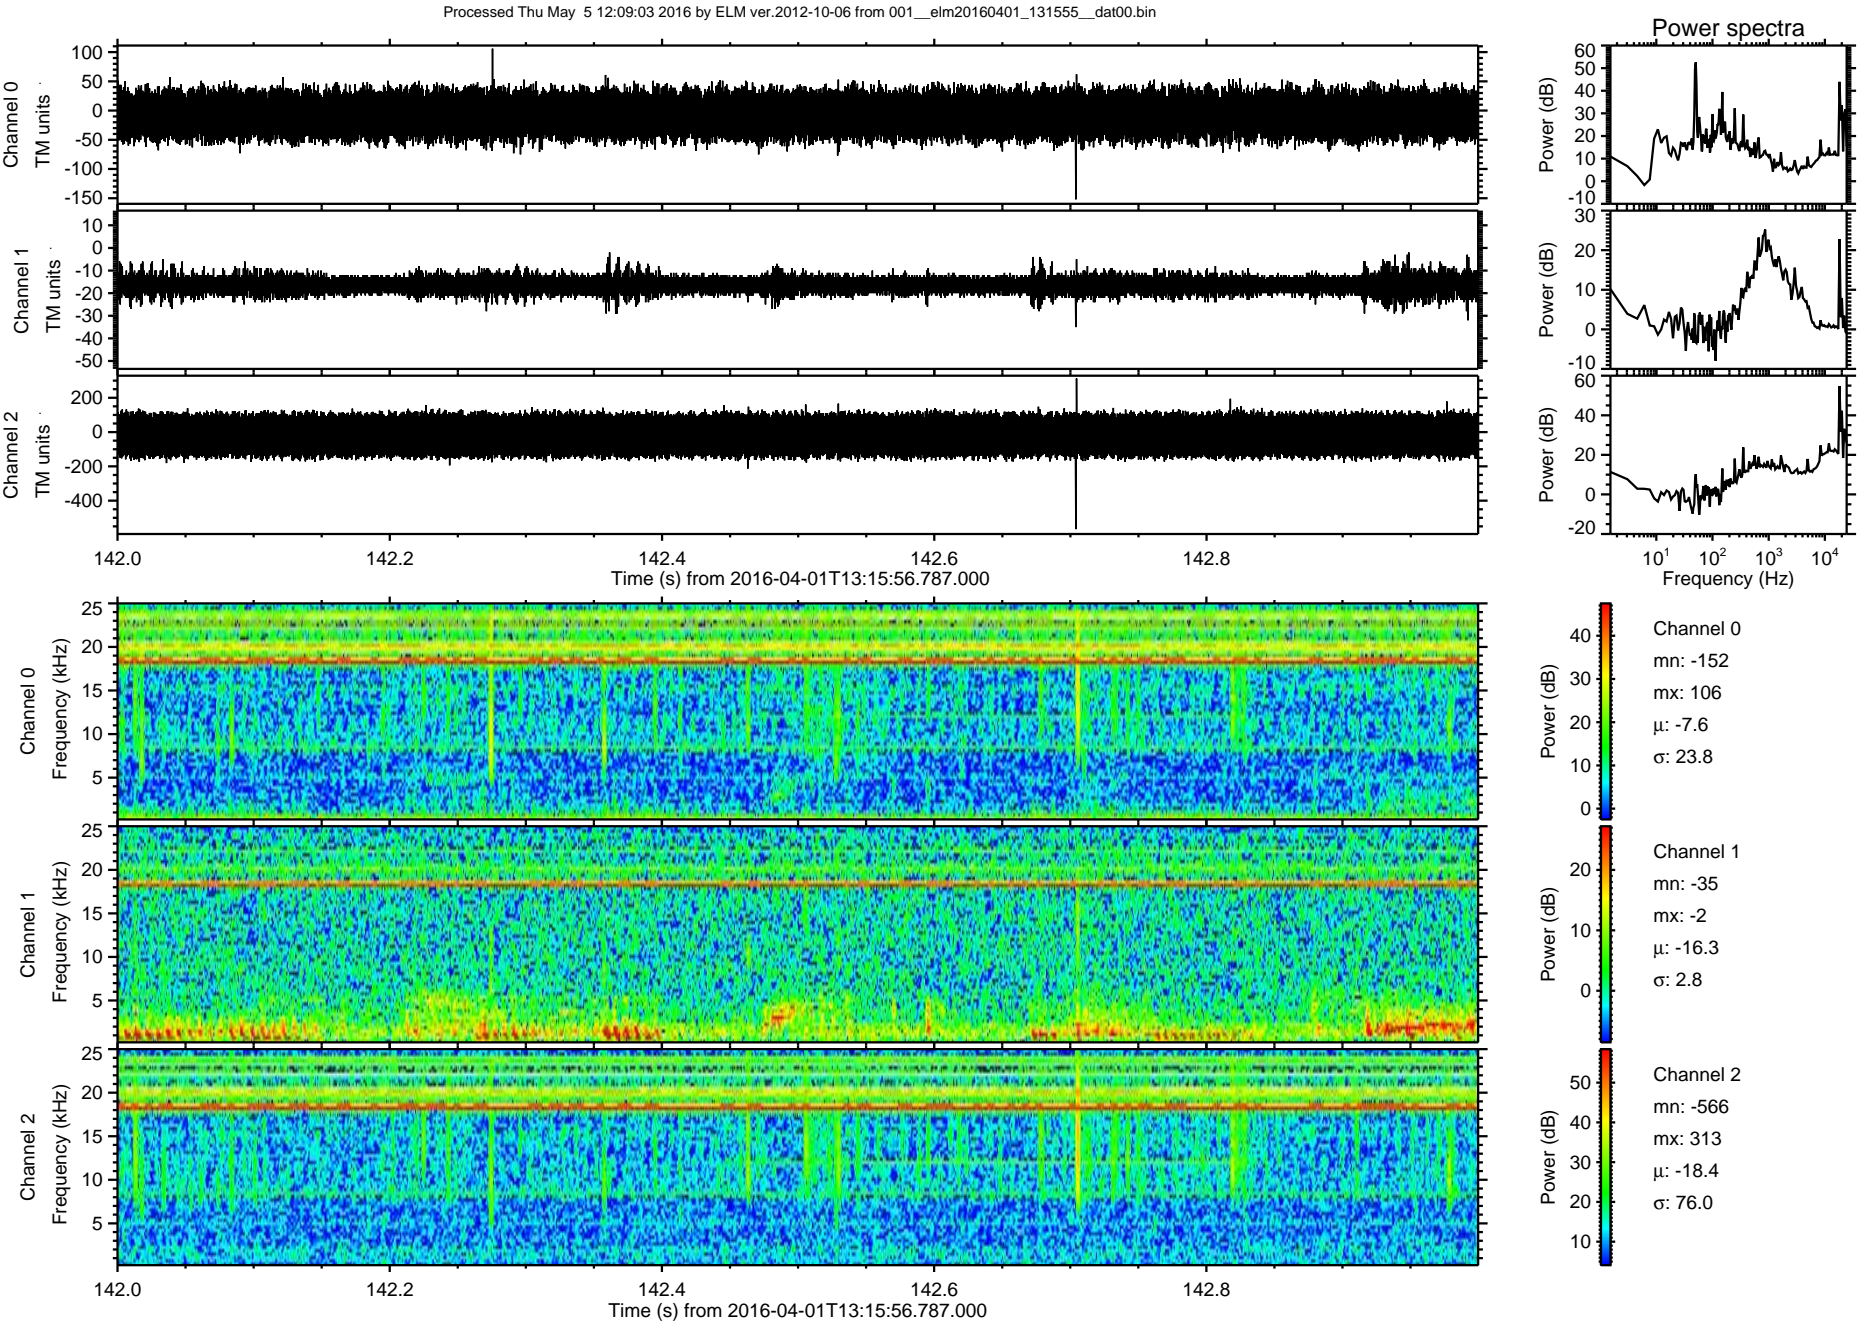 Processed Thu May  5 12:09:03 2016 by ELM ver.2012-10-06 from 001__elm20160401_131555__dat00.bin
Power spectra
Channel 0
TM units
100
50
0
-50
-100
-150
Power (dB)
60
50
40
30
20
10
0
-10
Channel 1
TM units
10
0
-10
-20
-30
-40
-50
Power (dB)
30
20
10
0
-10
Channel 2
TM units
200
0
-200
-400
Power (dB)
60
40
20
0
-20
142.0 142.2 142.4 142.6 142.8
Time (s) from 2016-04-01T13:15:56.787.000
10¹ 10² 10³ 10⁴
Frequency (Hz)
Channel 0
Frequency (kHz)
25
20
15
10
5
Power (dB)
40
30
20
10
0
Channel 0
mn: -152
mx: 106
μ: -7.6
σ: 23.8
Channel 1
Frequency (kHz)
25
20
15
10
5
Power (dB)
20
10
0
Channel 1
mn: -35
mx: -2
μ: -16.3
σ: 2.8
Channel 2
Frequency (kHz)
25
20
15
10
5
Power (dB)
50
40
30
20
10
Channel 2
mn: -566
mx: 313
μ: -18.4
σ: 76.0
142.0 142.2 142.4 142.6 142.8
Time (s) from 2016-04-01T13:15:56.787.000